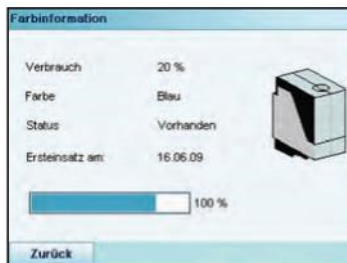 Farbinformation
Verbrauch 20 %
Farbe Blau
Status Vorhanden
Ersteinsatz am: 16.06.09
100 %
Zurück